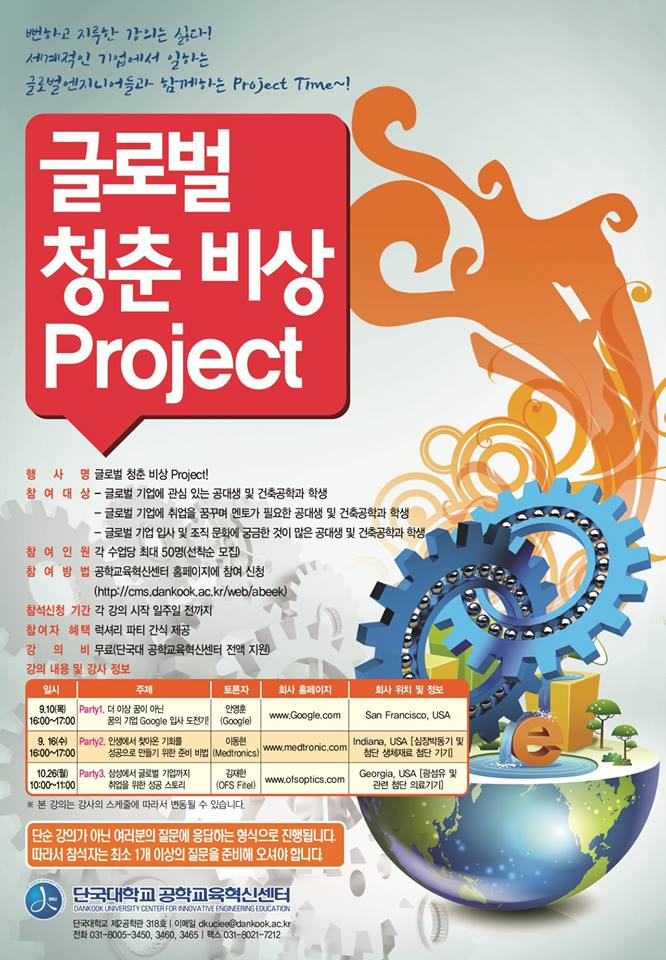 뻔하고 지루한 강의는 싫다!
세계적인 기업에서 일하는
글로벌엔지니어들과 함께하는 Project Time~!
글로벌
청춘 비상
Project
행 사 명 글로벌 청춘 비상 Project!
참 여 대 상 - 글로벌 기업에 관심 있는 공대생 및 건축공학과 학생
- 글로벌 기업에 취업을 꿈꾸며 멘토가 필요한 공대생 및 건축공학과 학생
- 글로벌 기업 입사 및 조직 문화에 궁금한 것이 많은 공대생 및 건축공학과 학생
참 여 인 원 각 수업당 최대 50명(선착순 모집)
참 여 방 법 공학교육혁신센터 홈페이지에 참여 신청
(http://cms.dankook.ac.kr/web/abeek)
참석신청 기간 각 강의 시작 일주일 전까지
참여자 혜택 럭셔리 파티 간식 제공
강 의 비 무료(단국대 공학교육혁신센터 전액 지원)
강의 내용 및 강사 정보
일시 주제 토론자 회사 홈페이지 회사 위치 및 정보
9.10(목) 16:00~17:00 Party1. 더 이상 꿈이 아닌 꿈의 기업 Google 입사 도전기! 안영훈 (Google) www.Google.com San Francisco, USA
9. 16(수) 16:00~17:00 Party2. 인생에서 찾아온 기회를 성공으로 만들기 위한 준비 비법 이동현 (Medtronics) www.medtronic.com Indiana, USA [심장박동기 및 첨단 생체재료 첨단 기기]
10.26(월) 10:00~11:00 Party3. 삼성에서 글로벌 기업까지 취업을 위한 성공 스토리 김재한 (OFS Fitel) www.ofsoptics.com Georgia, USA [광섬유 및 관련 첨단 의료기기]
※ 본 강의는 강사의 스케줄에 따라서 변동될 수 있습니다.
단순 강의가 아닌 여러분의 질문에 응답하는 형식으로 진행됩니다.
따라서 참석자는 최소 1개 이상의 질문을 준비해 오셔야 합니다.
e
DKU
단국대학교 공학교육혁신센터
DANKOOK UNIVERSITY CENTER FOR INNOVATIVE ENGINEERING EDUCATION
단국대학교 제2공학관 318호 | 이메일 dkuciee@dankook.ac.kr
전화 031-8005-3450, 3460, 3465 | 팩스 031-8021-7212